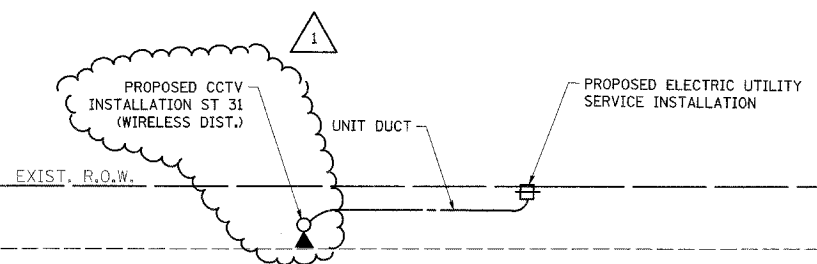 1
PROPOSED CCTV
INSTALLATION ST 31
(WIRELESS DIST.)
UNIT DUCT
PROPOSED ELECTRIC UTILITY
SERVICE INSTALLATION
EXIST. R.O.W.